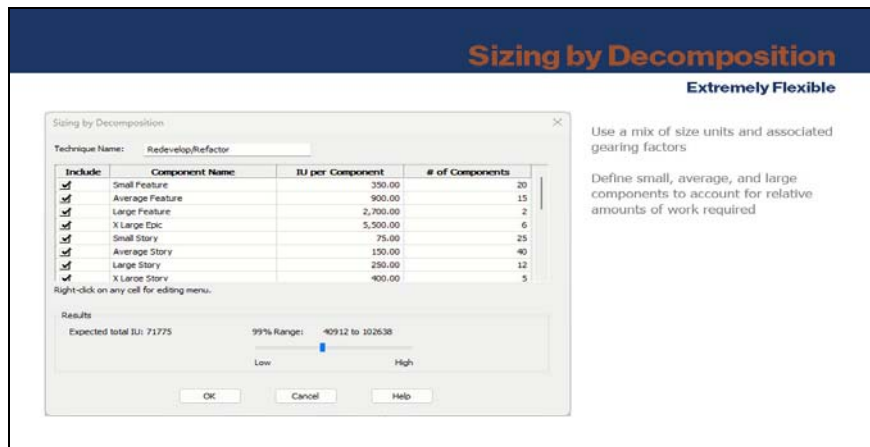 Sizing by Decomposition
Extremely Flexible
Sizing by Decomposition
Technique Name: Redevelop/Refactor
Include Component Name IU per Component # of Components
Small Feature 350.00 20
Average Feature 900.00 15
Large Feature 2,700.00 2
X Large Epic 5,500.00 6
Small Story 75.00 25
Average Story 150.00 40
Large Story 250.00 12
X Large Story 400.00 5
Right-click on any cell for editing menu.
Results
Expected total IU: 71775 99% Range: 40912 to 102638
Low High
OK Cancel Help
Use a mix of size units and associated
gearing factors
Define small, average, and large
components to account for relative
amounts of work required